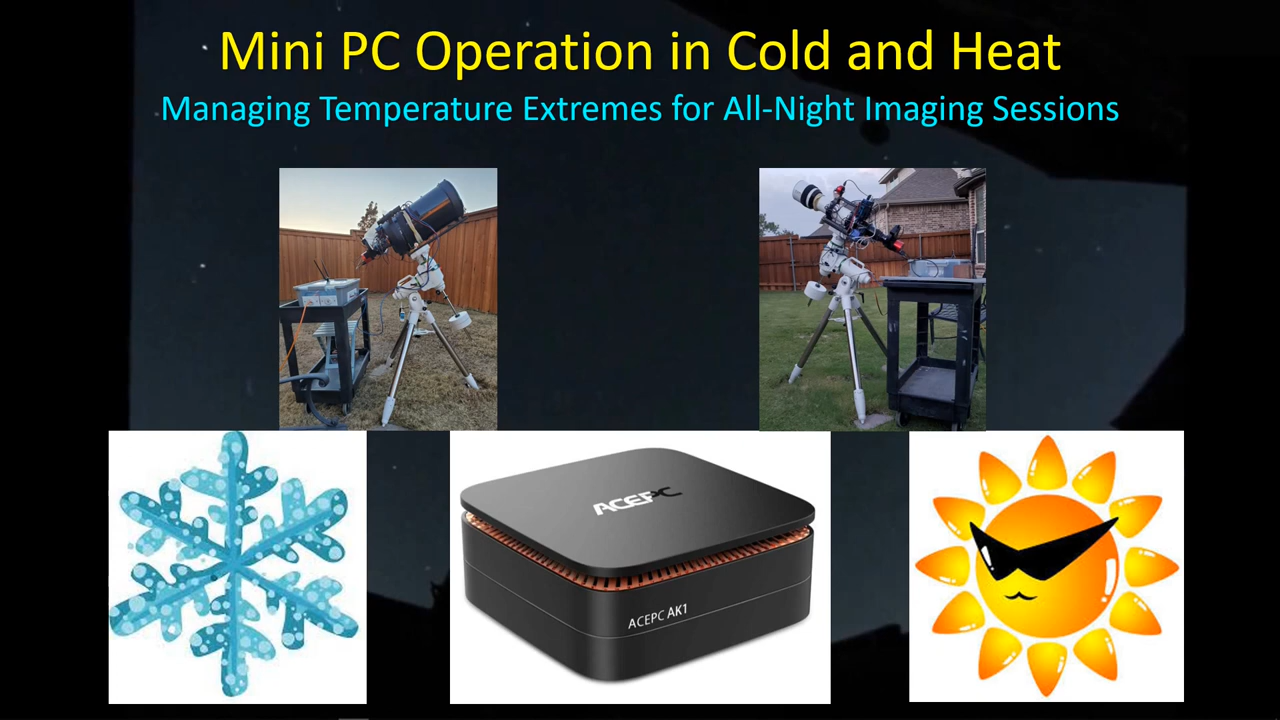 Mini PC Operation in Cold and Heat
Managing Temperature Extremes for All-Night Imaging Sessions
ACEPC
ACEPC AK1